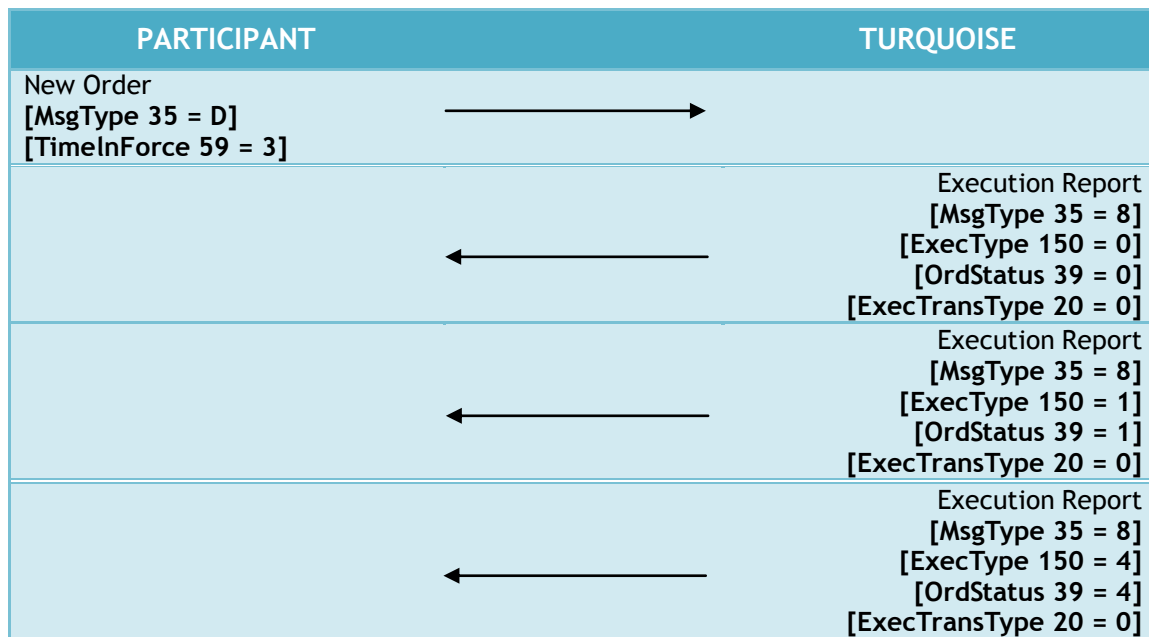 PARTICIPANT
TURQUOISE
New Order
[MsgType 35 = D]
[TimeInForce 59 = 3]
Execution Report
[MsgType 35 = 8]
[ExecType 150 = 0]
[OrdStatus 39 = 0]
[ExecTransType 20 = 0]
Execution Report
[MsgType 35 = 8]
[ExecType 150 = 1]
[OrdStatus 39 = 1]
[ExecTransType 20 = 0]
Execution Report
[MsgType 35 = 8]
[ExecType 150 = 4]
[OrdStatus 39 = 4]
[ExecTransType 20 = 0]